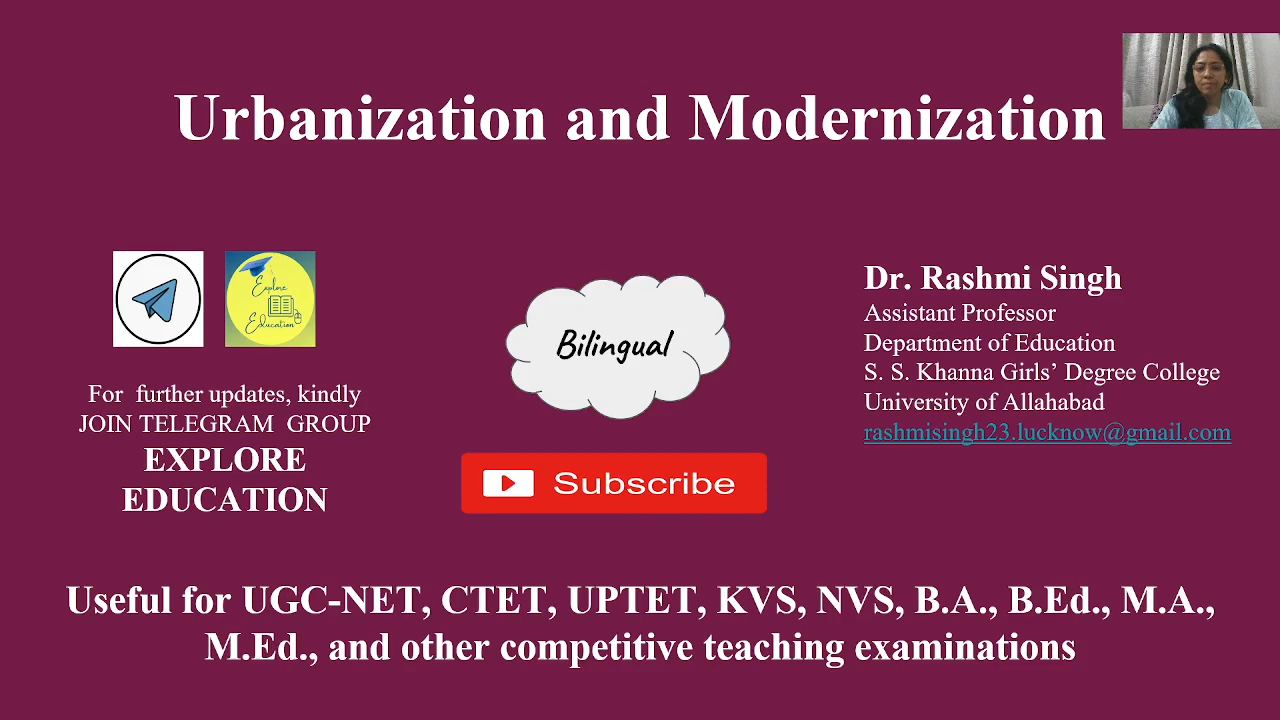 Urbanization and Modernization
Explore
Education
For further updates, kindly
JOIN TELEGRAM GROUP
EXPLORE
EDUCATION
Bilingual
Subscribe
Dr. Rashmi Singh
Assistant Professor
Department of Education
S. S. Khanna Girls’ Degree College
University of Allahabad
rashmisingh23.lucknow@gmail.com
Useful for UGC-NET, CTET, UPTET, KVS, NVS, B.A., B.Ed., M.A.,
M.Ed., and other competitive teaching examinations